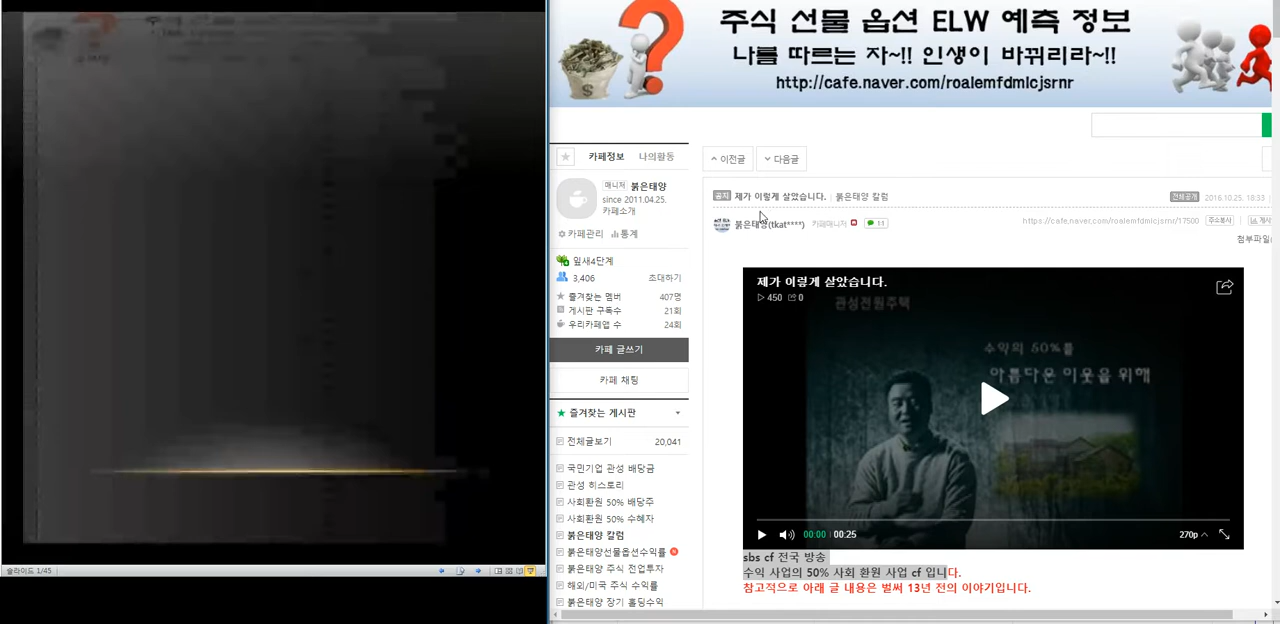 주식 선물 옵션 ELW 예측 정보
나를 따르는 자~!! 인생이 바뀌리라~!!
http://cafe.naver.com/roalemfdmlcjsrnr
카페정보 나의활동
이전글 다음글
매니저 붉은태양
since 2011.04.25.
카페소개
카페관리 통계
공지 제가 이렇게 살았습니다. | 붉은태양 칼럼
전체공개 2016.10.25. 18:33
붉은태양(tkat****) 카페매니저 1:1
https://cafe.naver.com/roalemfdmlcjsrnr/17500 주소복사
첨부파일
잎새4단계
3,406 초대하기
즐겨찾는 멤버 407명
게시판 구독수 21회
우리카페앱 수 24회
카페 글쓰기
카페 채팅
즐겨찾는 게시판
전체글보기 20,041
국민기업 관성 배당금
관성 히스토리
사회환원 50% 배당주
사회환원 50% 수혜자
붉은태양 칼럼
붉은태양선물옵션수익률
붉은태양 주식 전업투자
해외/미국 주식 수익률
붉은태양 장기 홀딩수익
제가 이렇게 살았습니다.
450 0
관성전원주택
수익의 50%를
아름다운 이웃을 위해
00:00 00:25
270p
sbs cf 전국 방송
수익 사업의 50% 사회 환원 사업 cf 입니다.
참고적으로 아래 글 내용은 벌써 13년 전의 이야기입니다.
슬라이드 1/45